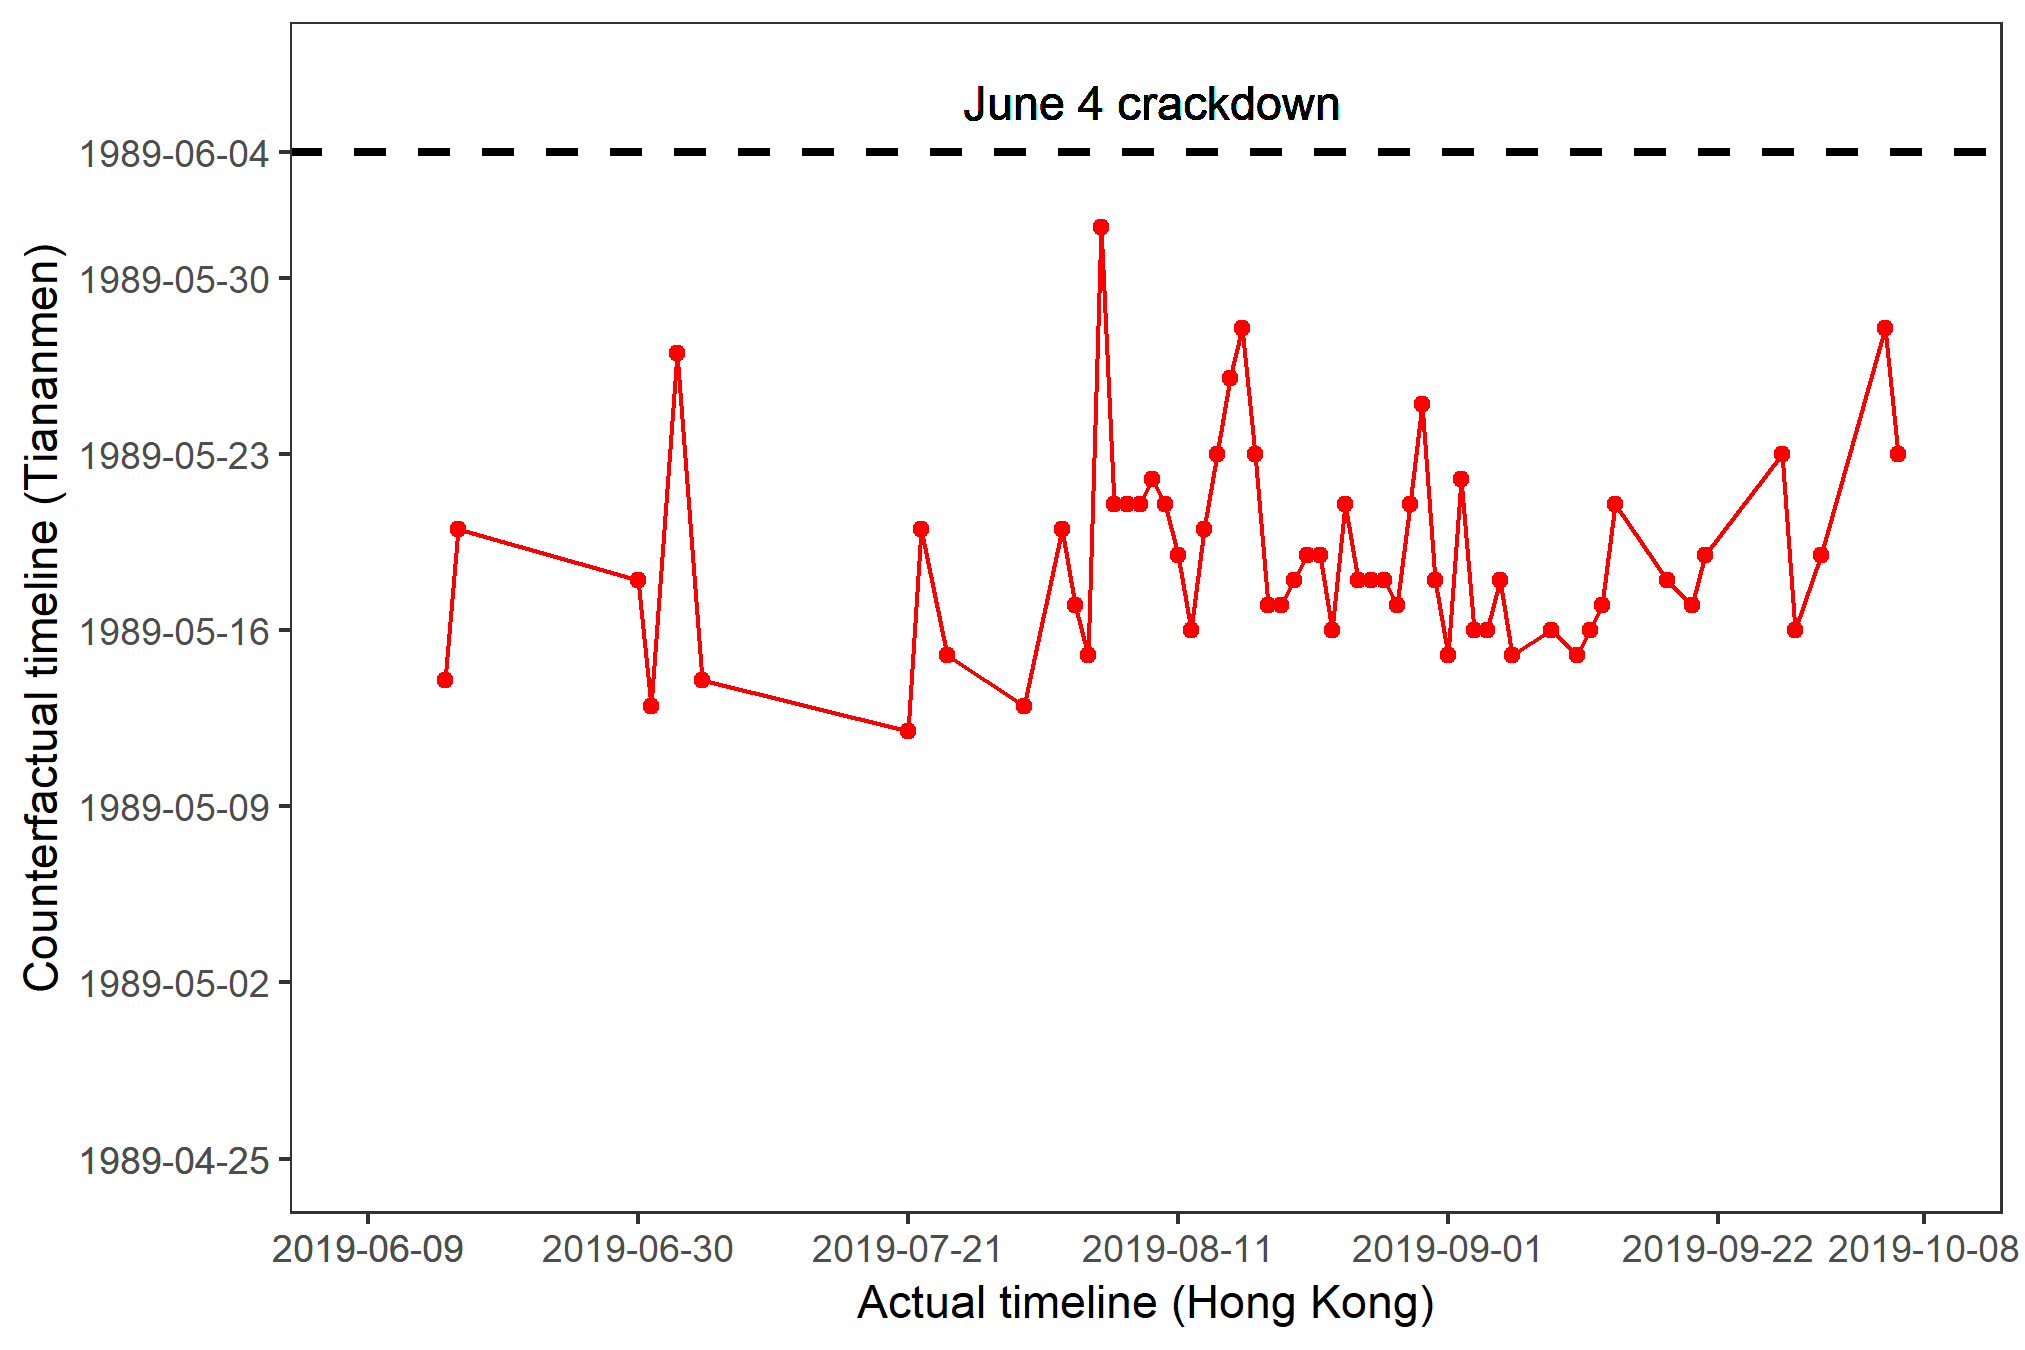 June 4 crackdown
1989-06-04
1989-05-30
1989-05-23
1989-05-16
1989-05-09
1989-05-02
1989-04-25
Counterfactual timeline (Tiananmen)
2019-06-09 2019-06-30 2019-07-21 2019-08-11 2019-09-01 2019-09-22 2019-10-08
Actual timeline (Hong Kong)